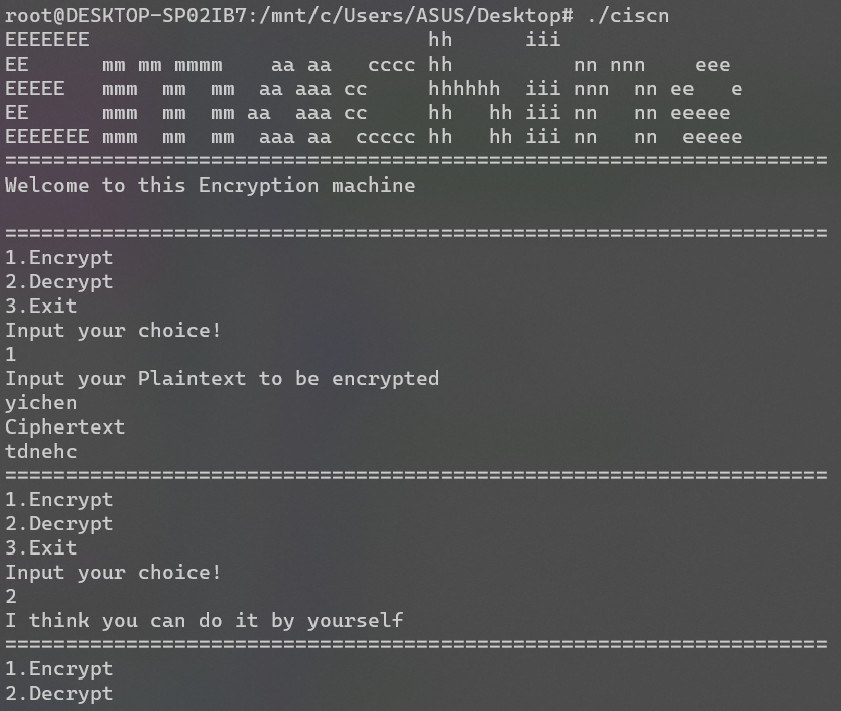 root@DESKTOP-SP02IB7:/mnt/c/Users/ASUS/Desktop# ./ciscn
EEEEEEE                            hh      iii
EE      mm mm mmmm    aa aa   cccc hh          nn nnn    eee
EEEEE   mmm  mm  mm  aa aaa cc     hhhhhh  iii nnn  nn ee   e
EE      mmm  mm  mm aa  aaa cc     hh   hh iii nn   nn eeeee
EEEEEEE mmm  mm  mm  aaa aa  ccccc hh   hh iii nn   nn  eeeee
====================================================================
Welcome to this Encryption machine

====================================================================
1.Encrypt
2.Decrypt
3.Exit
Input your choice!
1
Input your Plaintext to be encrypted
yichen
Ciphertext
tdnehc
====================================================================
1.Encrypt
2.Decrypt
3.Exit
Input your choice!
2
I think you can do it by yourself
====================================================================
1.Encrypt
2.Decrypt